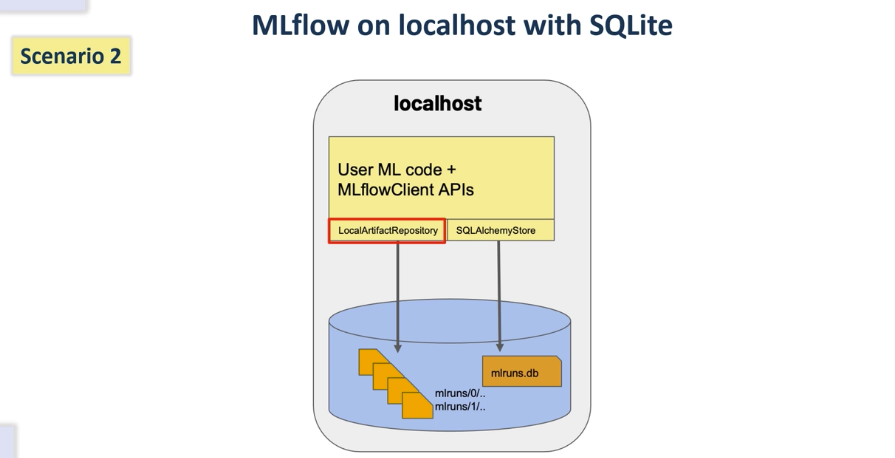 MLflow on localhost with SQLite
Scenario 2
localhost
User ML code +
MLflowClient APIs
LocalArtifactRepository
SQLAlchemyStore
mlruns.db
mlruns/0/..
mlruns/1/..